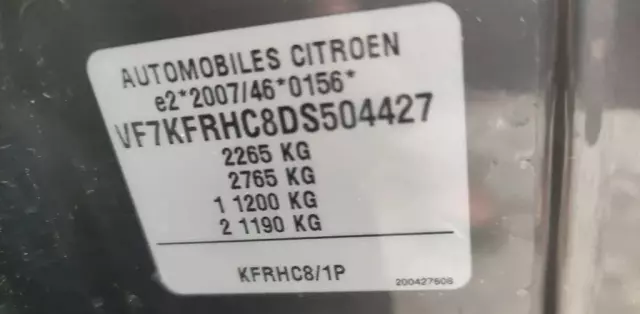 AUTOMOBILES CITROEN
e2*2007/46*0156*
VF7KFRHC8DS504427
2265 KG
2765 KG
1 1200 KG
2 1190 KG
KFRHC8/1P
200427608